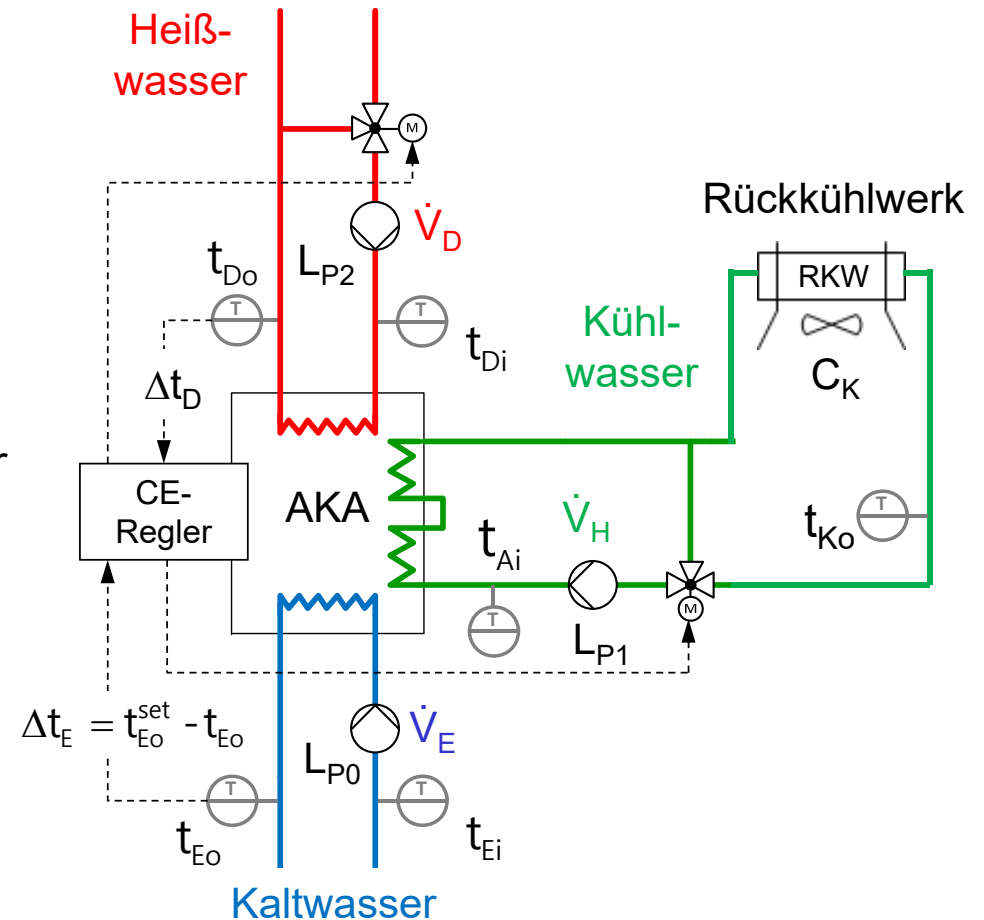 Heiß-
wasser
M
Rückkühlwerk
V̇D
tDo
LP2
RKW
T
T
Kühl-
wasser
tDi
CK
ΔtD
r
CE-
Regler
AKA
V̇H
tKo
T
tAi
M
T
LP1
ΔtE = tEo^set - tEo
V̇E
LP0
T
T
tEo
tEi
Kaltwasser